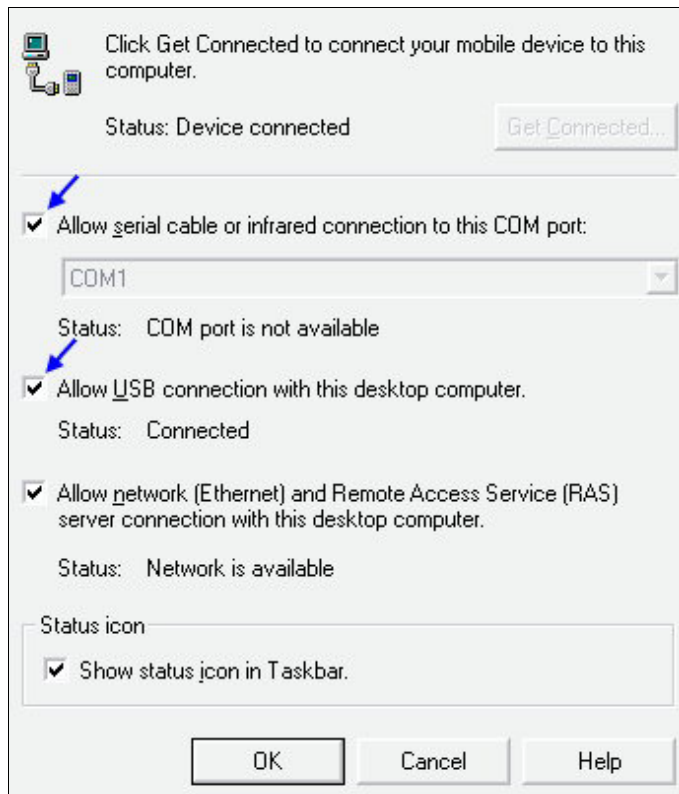 Click Get Connected to connect your mobile device to this
computer.
Status: Device connected
Get Connected...
Allow serial cable or infrared connection to this COM port:
COM1
Status: COM port is not available
Allow USB connection with this desktop computer.
Status: Connected
Allow network (Ethernet) and Remote Access Service (RAS)
server connection with this desktop computer.
Status: Network is available
Status icon
Show status icon in Taskbar.
OK Cancel Help